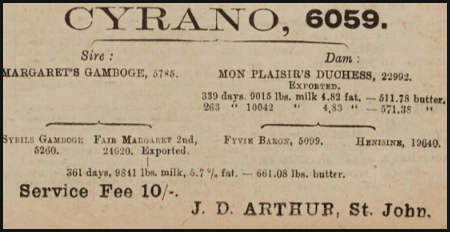 CYRANO, 6059.
Sire :
Dam :
MARGARET'S GAMBOGE, 5785.
MON PLAISIR'S DUCHESS, 22992.
EXPORTED.
339 days. 9015 lbs. milk 4.82 fat, — 511.78 butter.
263 " 10042 " 4,83 " — 571.38 "
SYBILS GAMBOGE
5260.
FAIR MARGARET 2nd,
24020. Exported.
FYVIE BARON, 5099.
HENISINE, 19640.
361 days, 9841 lbs. milk, 5.7 % fat. — 661.08 lbs. butter.
Service Fee 10/-.
J. D. ARTHUR, St. John.